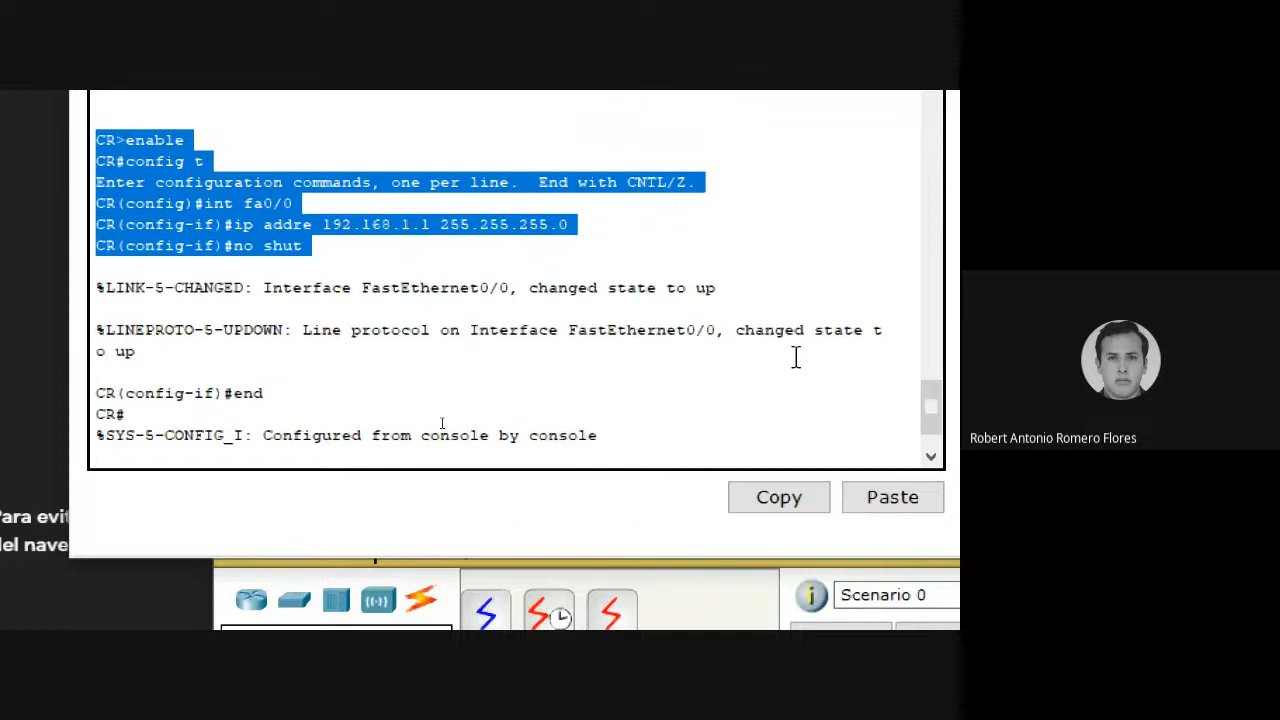 CR>enable
CR#config t
Enter configuration commands, one per line.  End with CNTL/Z.
CR(config)#int fa0/0
CR(config-if)#ip addre 192.168.1.1 255.255.255.0
CR(config-if)#no shut
%LINK-5-CHANGED: Interface FastEthernet0/0, changed state to up
%LINEPROTO-5-UPDOWN: Line protocol on Interface FastEthernet0/0, changed state t
o up
CR(config-if)#end
CR#
%SYS-5-CONFIG_I: Configured from console by console
Robert Antonio Romero Flores
Copy Paste
Para evit
del nave
Scenario 0